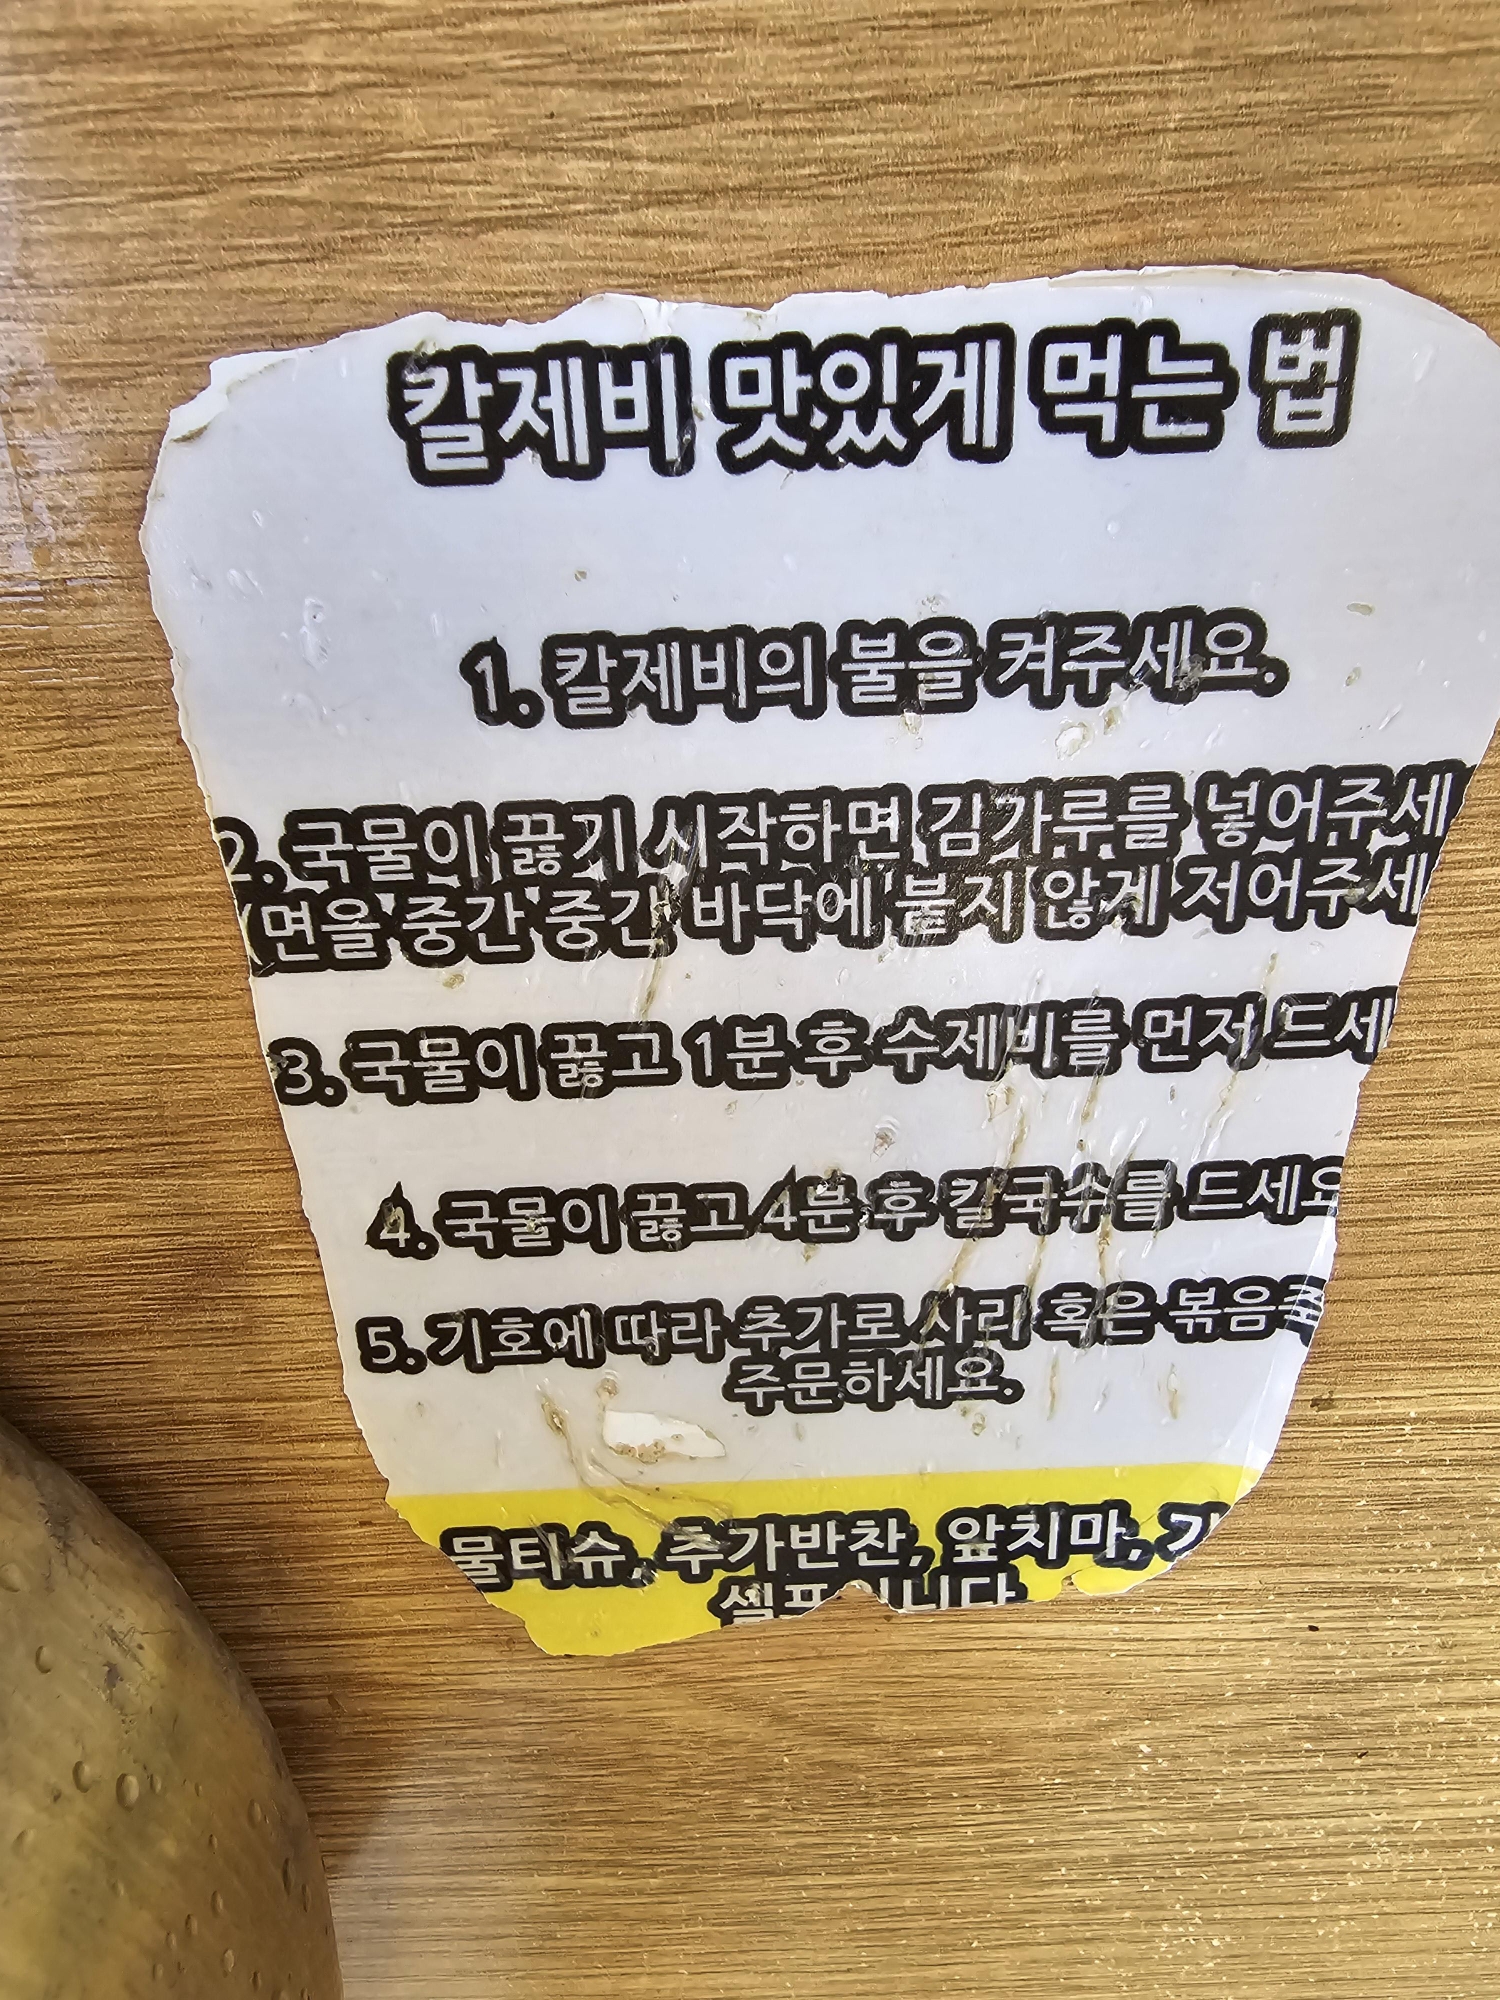 칼제비 맛있게 먹는 법
1. 칼제비의 불을 켜주세요.
2. 국물이 끓기 시작하면 김가루를 넣어주세
(면을 중간 중간 바닥에 붙지 않게 저어주세
3. 국물이 끓고 1분 후 수제비를 먼저 드세
4. 국물이 끓고 4분 후 칼국수를 드세요
5. 기호에 따라 추가로 사리 혹은 볶음
주문하세요.
물티슈, 추가반찬, 앞치마,
셀프입니다